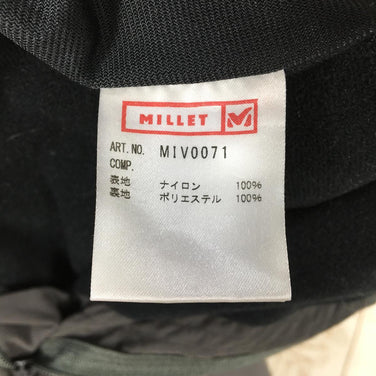 MILLET
ART.NO. MIV0071
COMP.
表地 ナイロン 100%
裏地 ポリエステル 100%